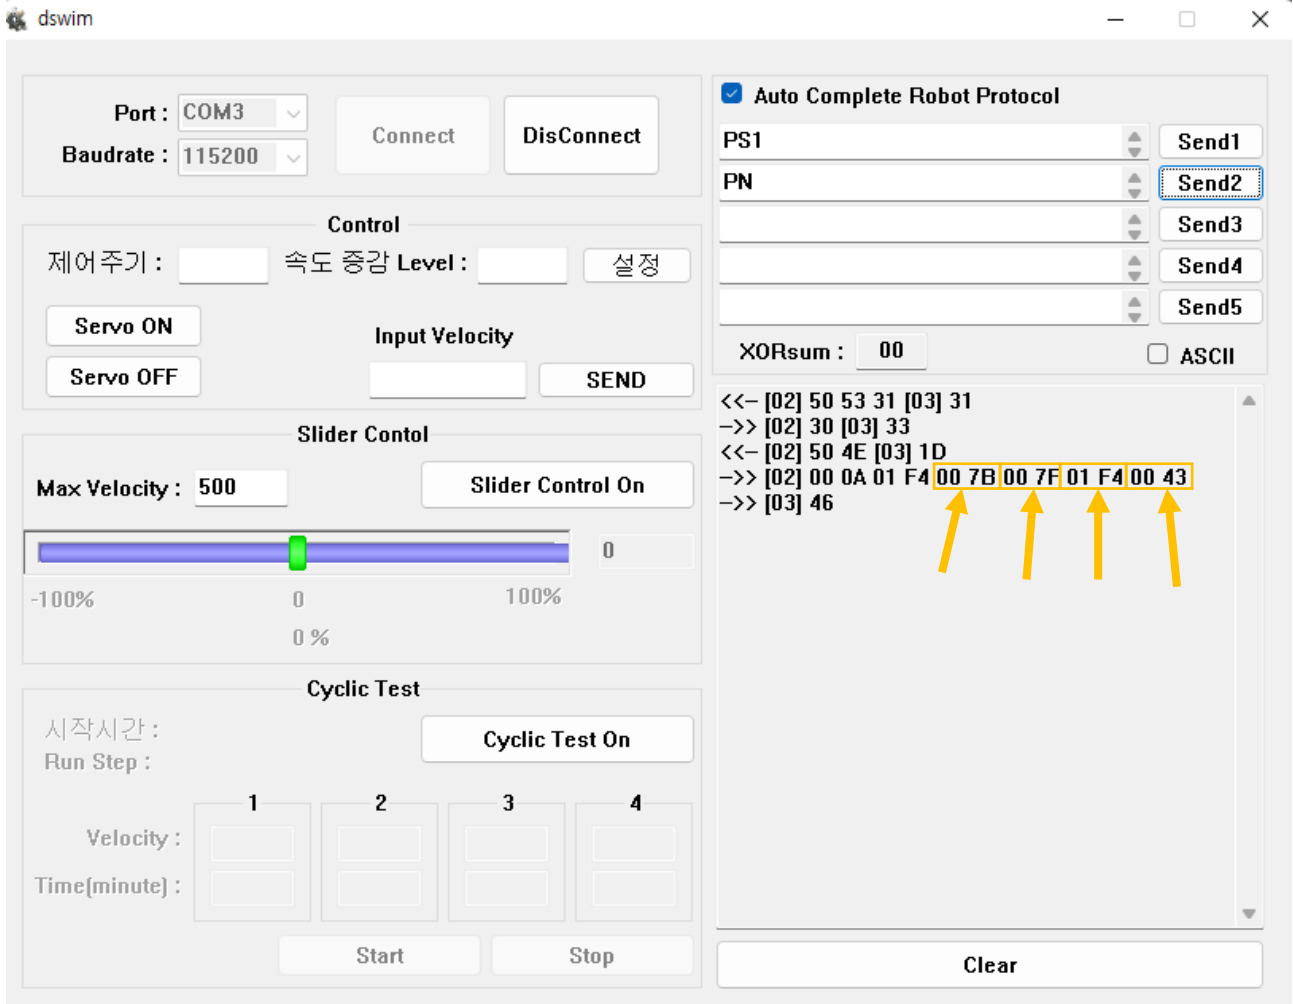 dswim
Port :
COM3
Connect
DisConnect
Baudrate :
115200
Control
제어주기 :
속도 증감 Level :
설정
Servo ON
Servo OFF
Input Velocity
SEND
Slider Contol
Max Velocity :
500
Slider Control On
0
-100%
0
100%
0 %
Cyclic Test
시작시간 :
Run Step :
Cyclic Test On
1
2
3
4
Velocity :
Time(minute) :
Start
Stop
Auto Complete Robot Protocol
PS1
Send1
PN
Send2
Send3
Send4
Send5
XORsum :
00
ASCII
<<- [02] 50 53 31 [03] 31
->> [02] 30 [03] 33
<<- [02] 50 4E [03] 1D
->> [02] 00 0A 01 F4 00 7B 00 7F 01 F4 00 43
->> [03] 46
Clear